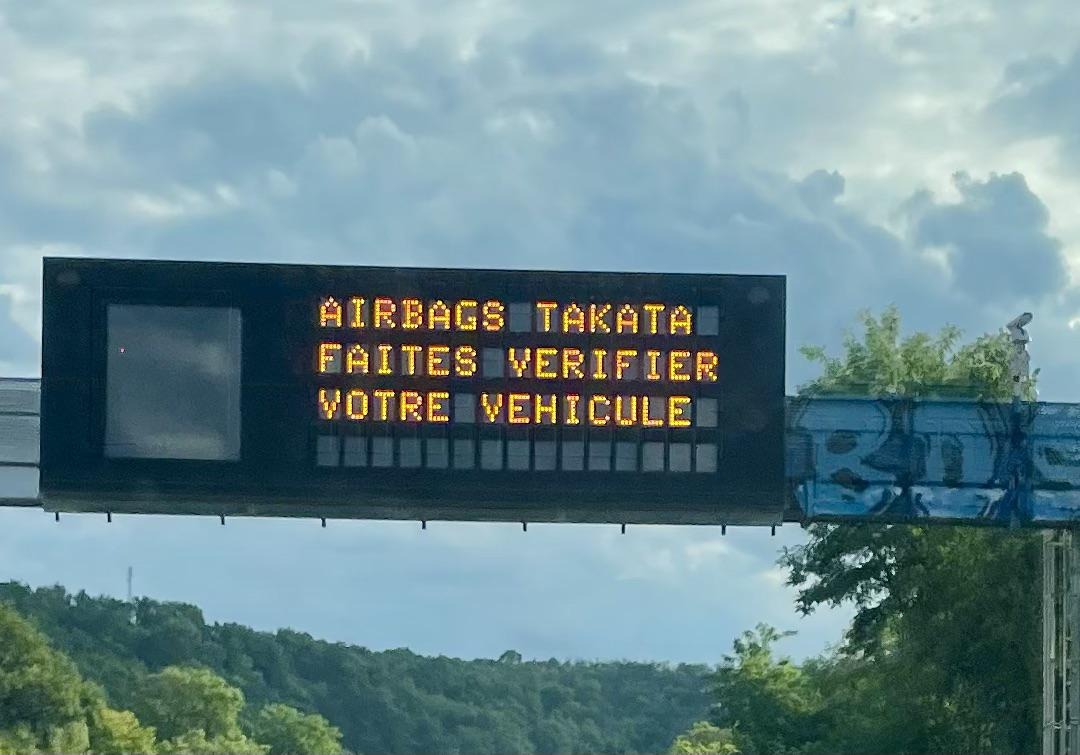 AIRBAGS TAKATA
FAITES VERIFIER
VOTRE VEHICULE